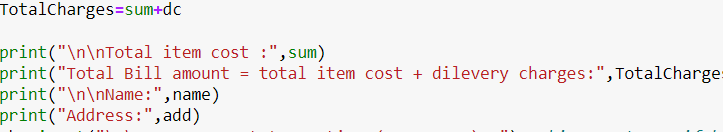 TotalCharges=sum+dc
print("\n\nTotal item cost :",sum)
print("Total Bill amount = total item cost + dilevery charges:",TotalCharges
print("\n\nName:",name)
print("Address:",add)